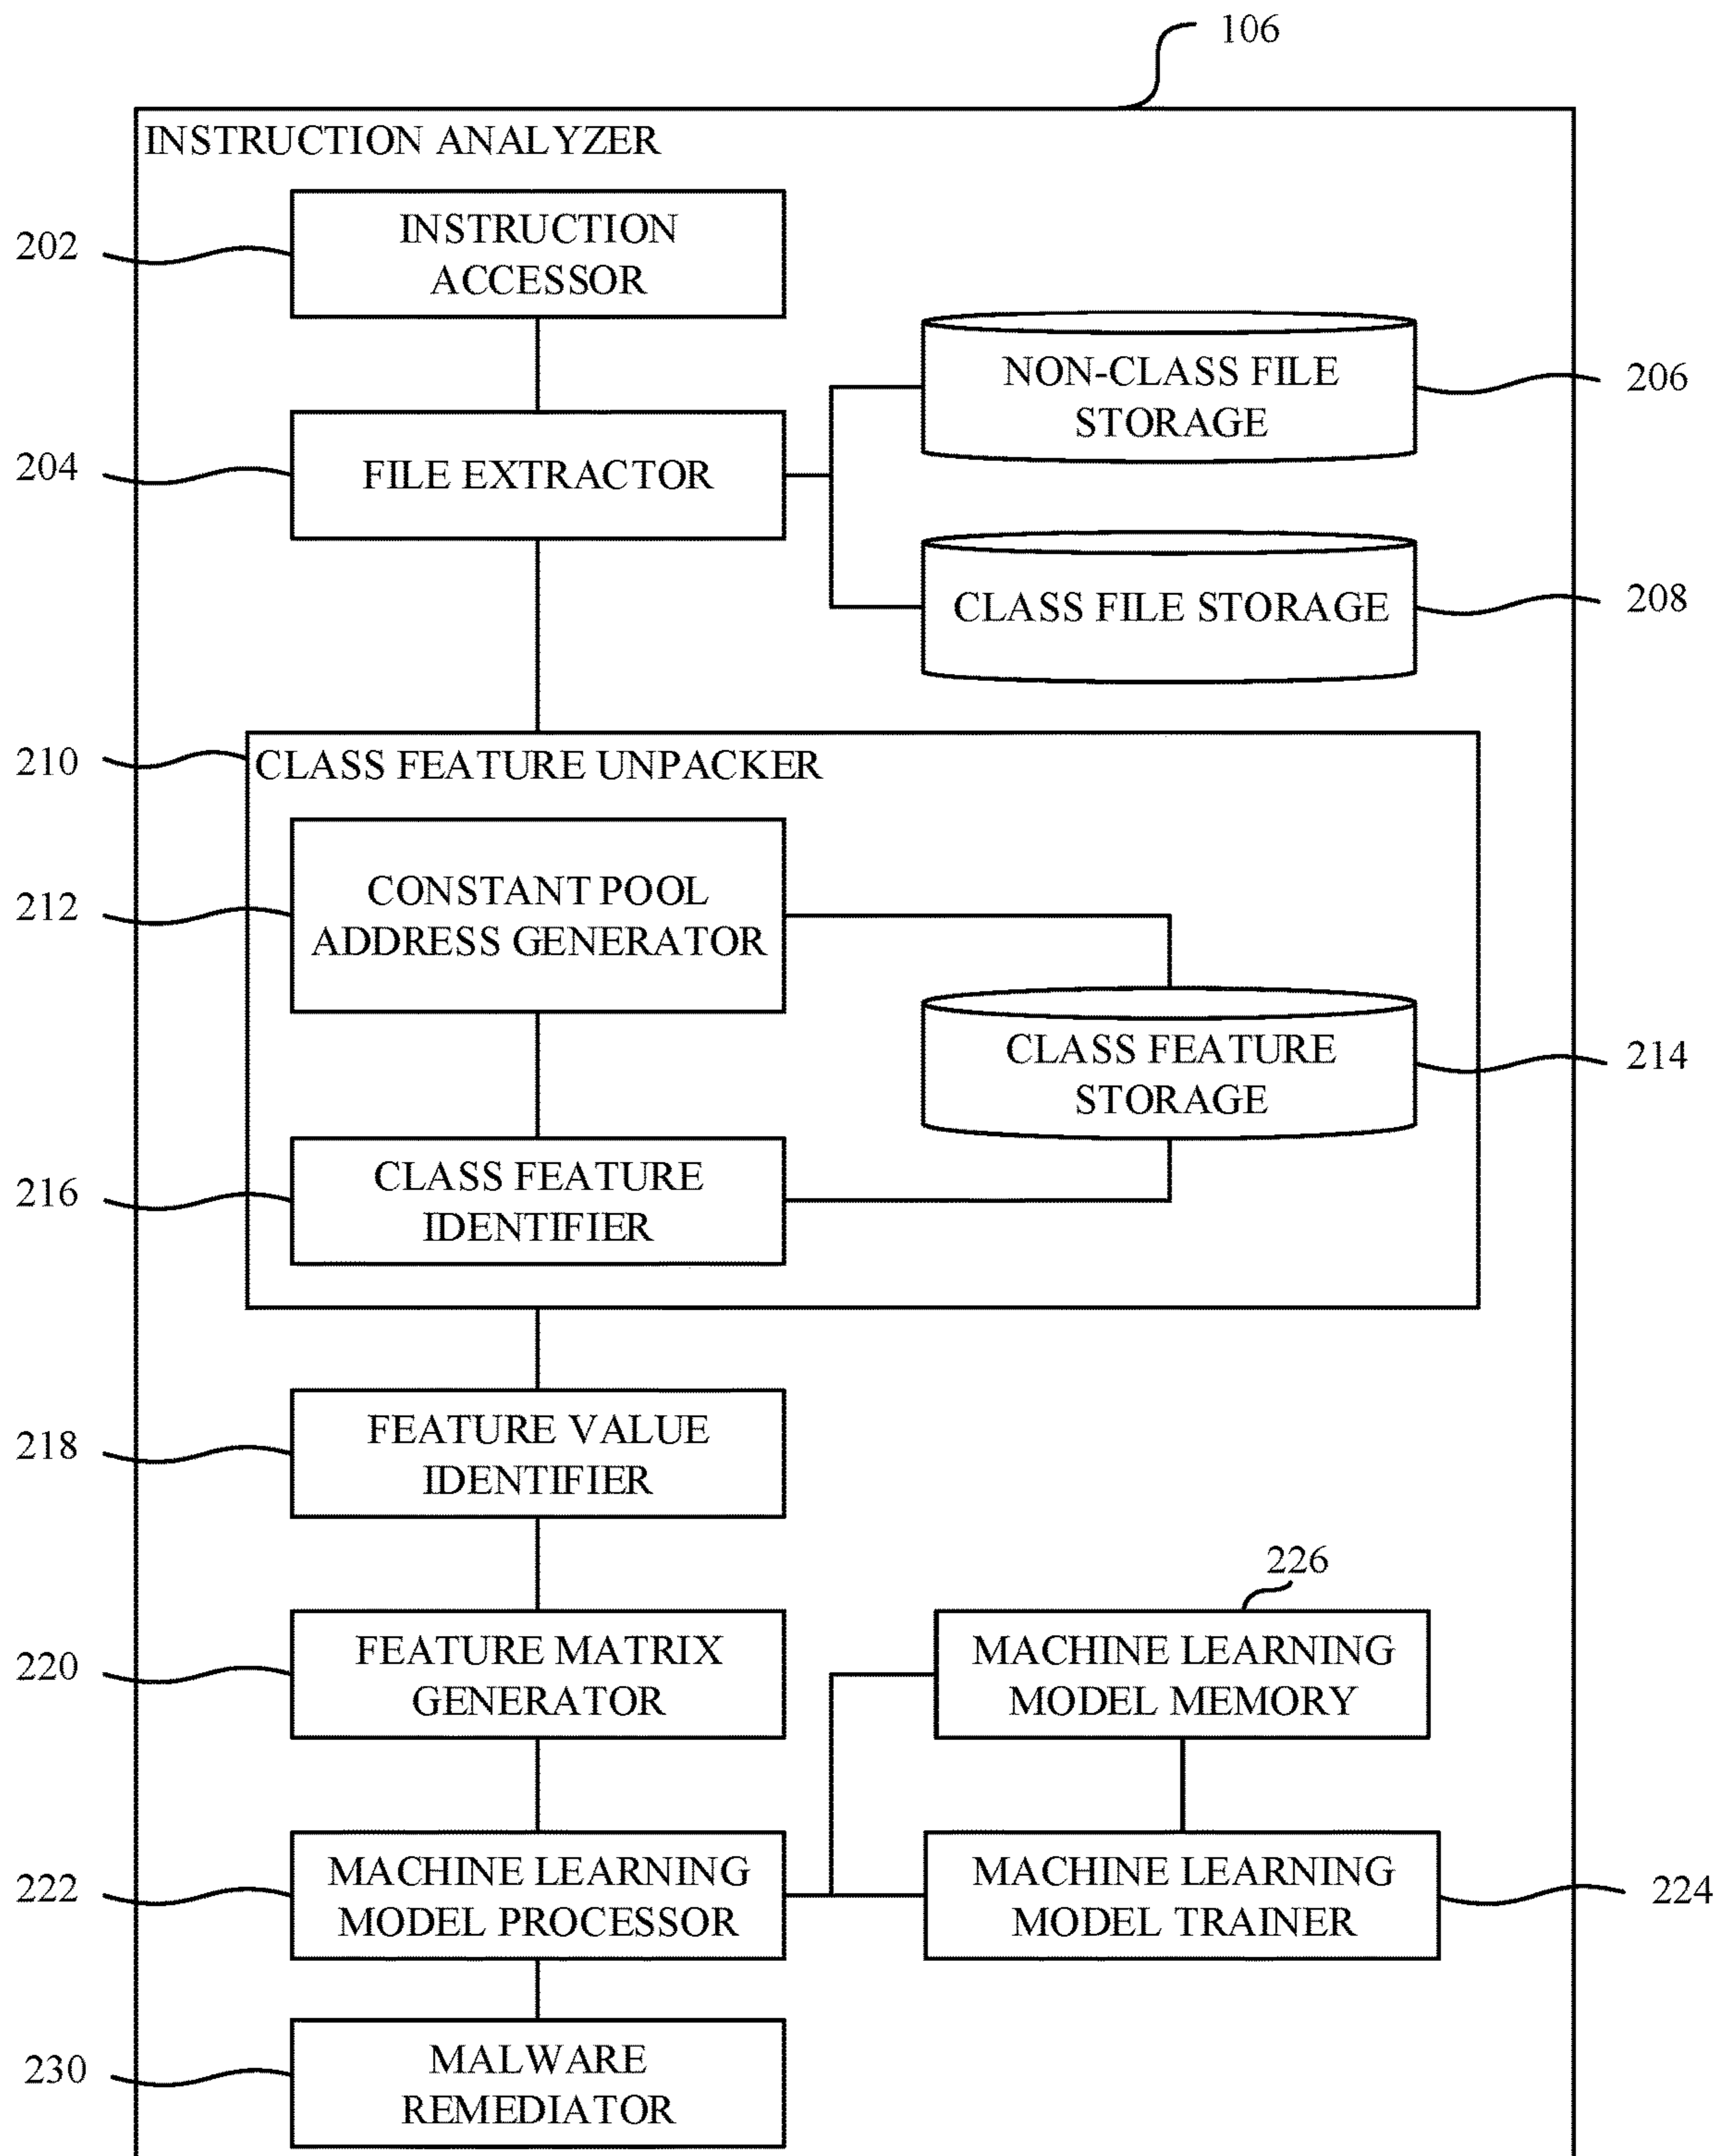 106
INSTRUCTION ANALYZER
202
INSTRUCTION
ACCESSOR
NON-CLASS FILE
STORAGE
206
204
FILE EXTRACTOR
CLASS FILE STORAGE
208
210
CLASS FEATURE UNPACKER
212
CONSTANT POOL
ADDRESS GENERATOR
CLASS FEATURE
STORAGE
214
216
CLASS FEATURE
IDENTIFIER
218
FEATURE VALUE
IDENTIFIER
226
220
FEATURE MATRIX
GENERATOR
MACHINE LEARNING
MODEL MEMORY
222
MACHINE LEARNING
MODEL PROCESSOR
MACHINE LEARNING
MODEL TRAINER
224
230
MALWARE
REMEDIATOR